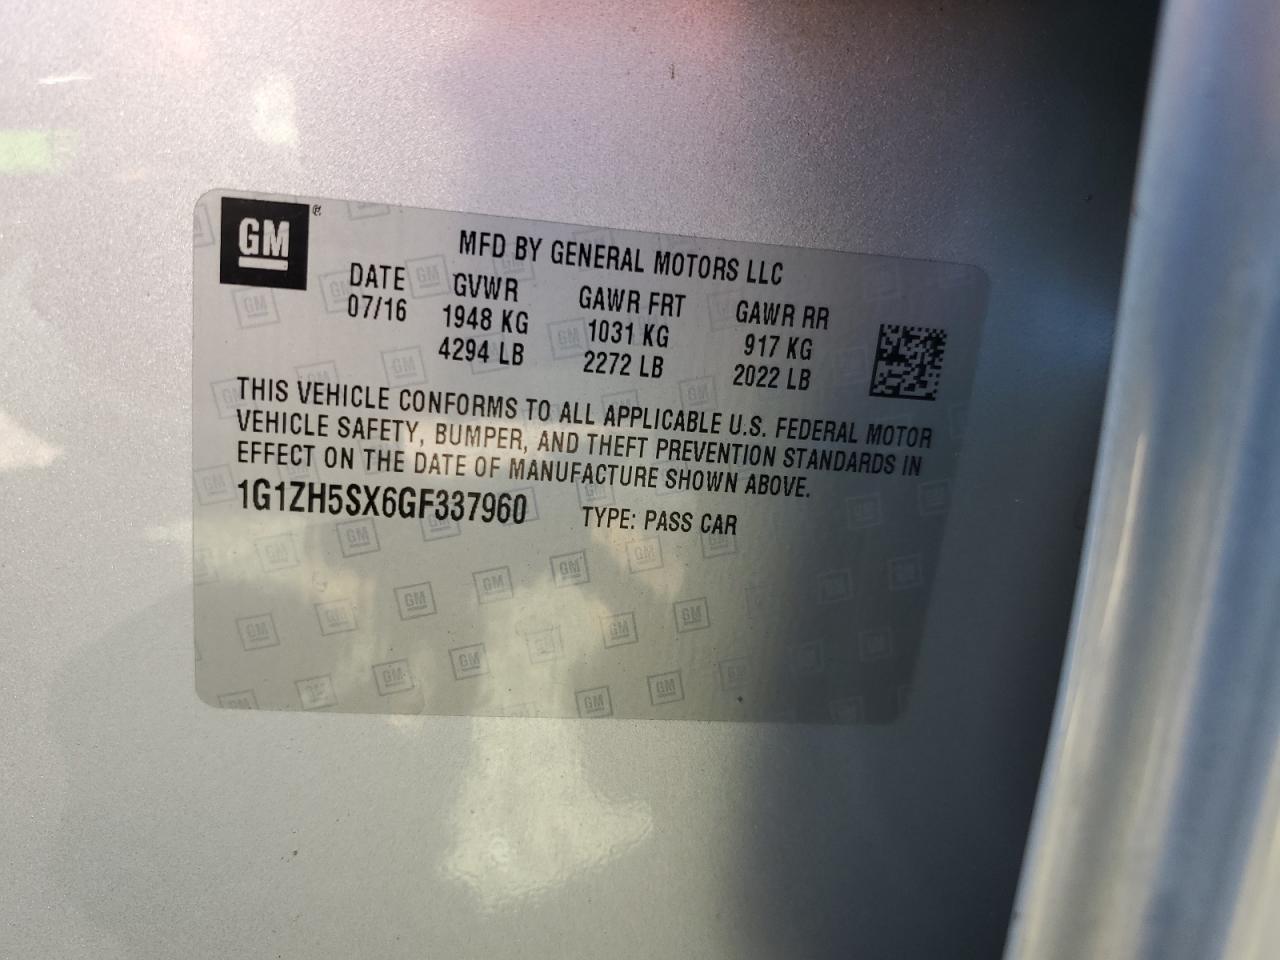 GM®
MFD BY GENERAL MOTORS LLC
DATE GVWR GAWR FRT GAWR RR
07/16 1948 KG 1031 KG 917 KG
4294 LB 2272 LB 2022 LB
THIS VEHICLE CONFORMS TO ALL APPLICABLE U.S. FEDERAL MOTOR
VEHICLE SAFETY, BUMPER, AND THEFT PREVENTION STANDARDS IN
EFFECT ON THE DATE OF MANUFACTURE SHOWN ABOVE.
1G1ZH5SX6GF337960 TYPE: PASS CAR